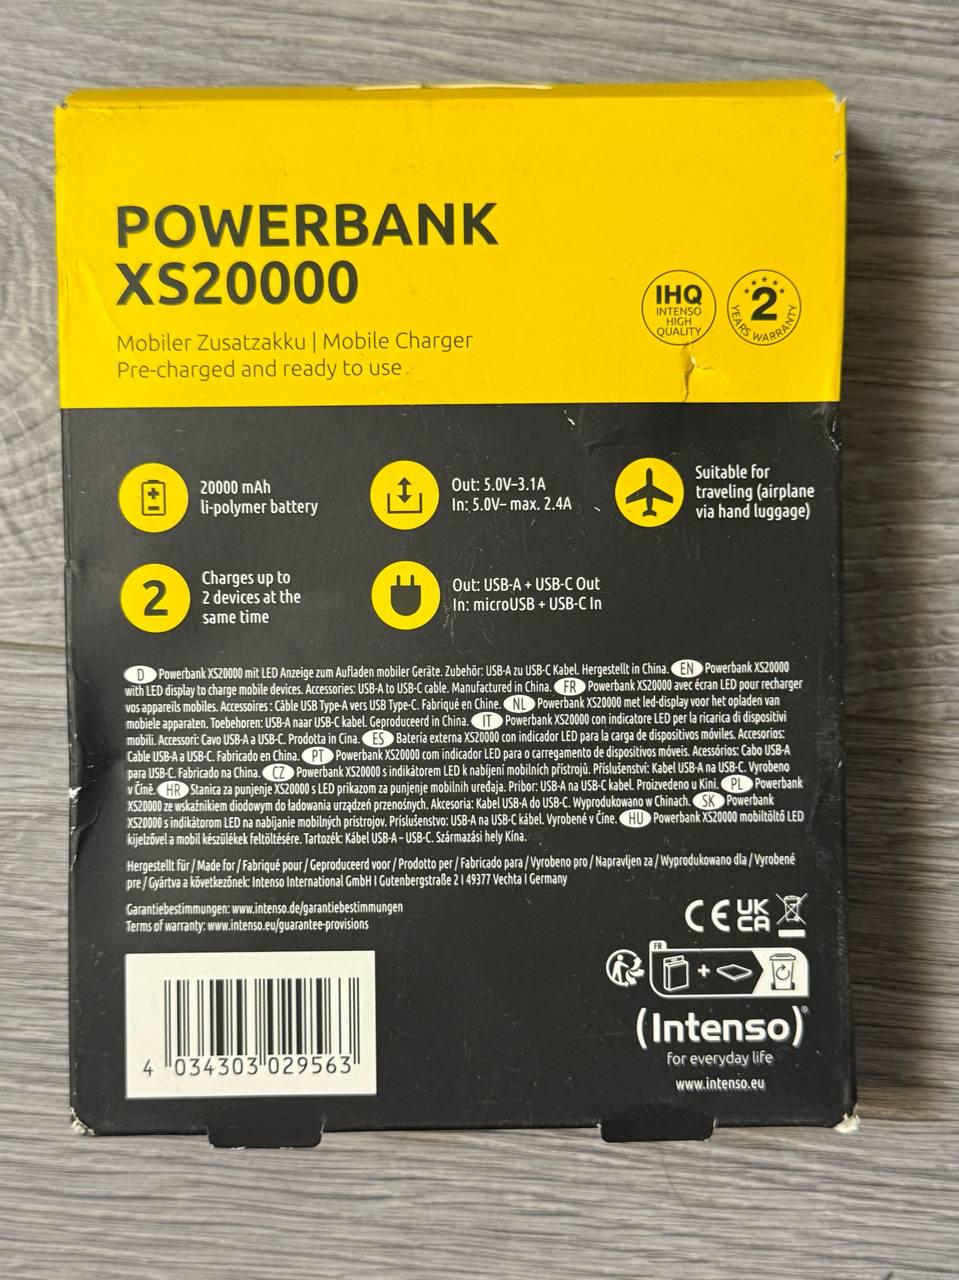 POWERBANK
XS20000
Mobiler Zusatzakku | Mobile Charger
Pre-charged and ready to use
IHQ
INTENSO
HIGH
QUALITY
2
YEARS WARRANTY
20000 mAh
li-polymer battery
Out: 5.0V–3.1A
In: 5.0V– max. 2.4A
Suitable for
traveling (airplane
via hand luggage)
2
Charges up to
2 devices at the
same time
Out: USB-A + USB-C Out
In: microUSB + USB-C In
D Powerbank XS20000 mit LED Anzeige zum Aufladen mobiler Geräte. Zubehör: USB-A zu USB-C Kabel. Hergestellt in China. EN Powerbank XS20000
with LED display to charge mobile devices. Accessories: USB-A to USB-C cable. Manufactured in China. FR Powerbank XS20000 avec écran LED pour recharger
vos appareils mobiles. Accessoires : Câble USB Type-A vers USB Type-C. Fabriqué en Chine. NL Powerbank XS20000 met led-display voor het opladen van
mobiele apparaten. Toebehoren: USB-A naar USB-C kabel. Geproduceerd in China. IT Powerbank XS20000 con indicatore LED per la ricarica di dispositivi
mobili. Accessori: Cavo USB-A a USB-C. Prodotta in Cina. ES Batería externa XS20000 con indicador LED para la carga de dispositivos móviles. Accesorios:
Cable USB-A a USB-C. Fabricado en China. PT Powerbank XS20000 com indicador LED para o carregamento de dispositivos móveis. Acessórios: Cabo USB-A
para USB-C. Fabricado na China. CZ Powerbank XS20000 s indikátorem LED k nabíjení mobilních přístrojů. Příslušenství: Kabel USB-A na USB-C. Vyrobeno
v Číně. HR Stanica za punjenje XS20000 s LED prikazom za punjenje mobilnih uređaja. Pribor: USB-A na USB-C kabel. Proizvedeno u Kini. PL Powerbank
XS20000 ze wskaźnikiem diodowym do ładowania urządzeń przenośnych. Akcesoria: Kabel USB-A do USB-C. Wyprodukowano w Chinach. SK Powerbank
XS20000 s indikátorom LED na nabíjanie mobilných prístrojov. Príslušenstvo: USB-A na USB-C kábel. Vyrobené v Číne. HU Powerbank XS20000 mobiltöltő LED
kijelzővel a mobil készülékek feltöltésére. Tartozék: Kábel USB-A – USB-C. Származási hely Kína.
Hergestellt für / Made for / Fabriqué pour / Geproduceerd voor / Prodotto per / Fabricado para / Vyrobeno pro / Napravljen za / Wyprodukowano dla / Vyrobené
pre / Gyártva a következőnek: Intenso International GmbH I Gutenbergstraße 2 I 49377 Vechta I Germany
Garantiebestimmungen: www.intenso.de/garantiebestimmungen
Terms of warranty: www.intenso.eu/guarantee-provisions
CE UK
CA
FR
(Intenso)®
for everyday life
www.intenso.eu
4 034303 029563